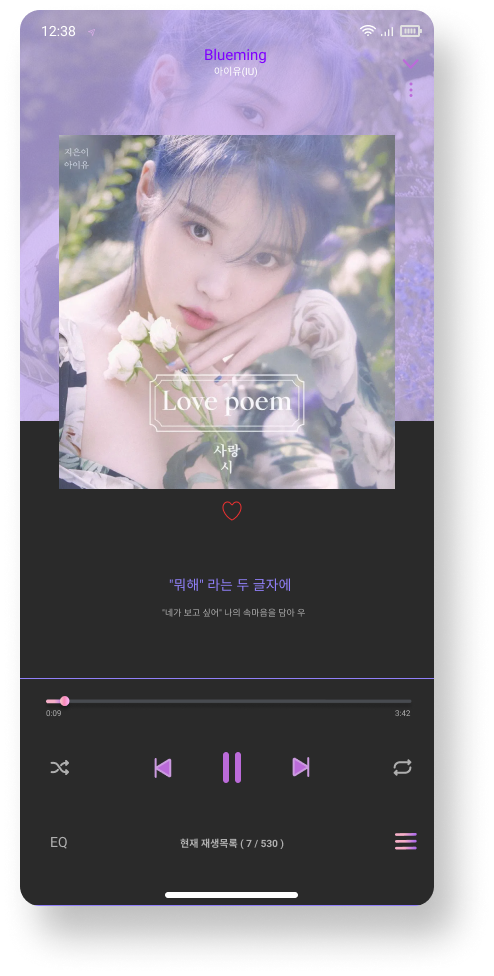 12:38
Blueming
아이유(IU)
지은이
아이유
Love poem
사랑
시
"뭐해" 라는 두 글자에
"네가 보고 싶어" 나의 속마음을 담아 우
0:09
3:42
EQ
현재 재생목록 ( 7 / 530 )